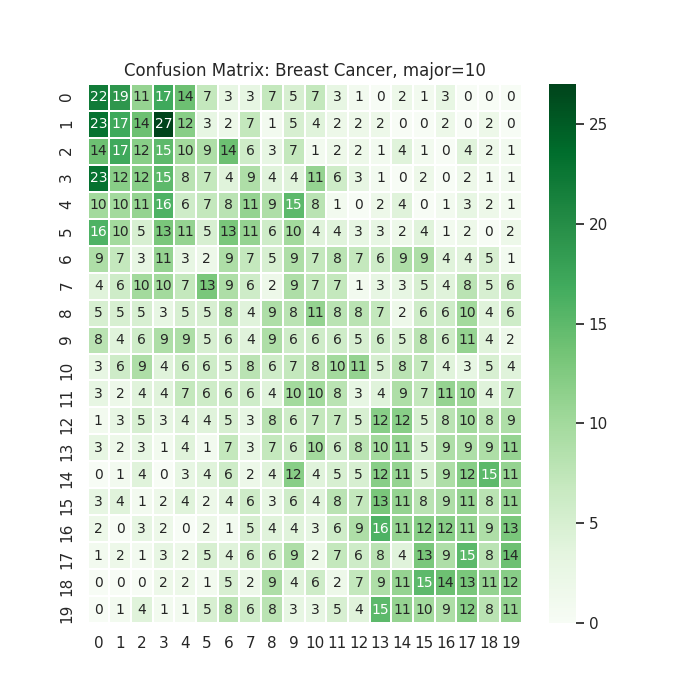 Confusion Matrix: Breast Cancer, major=10
0 22 19 11 17 14 7 3 3 7 5 7 3 1 0 2 1 3 0 0 0
1 23 17 14 27 12 3 2 7 1 5 4 2 2 2 0 0 2 0 2 0
2 14 17 12 15 10 9 14 6 3 7 1 2 2 1 4 1 0 4 2 1
3 23 12 12 15 8 7 4 9 4 4 11 6 3 1 0 2 0 2 1 1
4 10 10 11 16 6 7 8 11 9 15 8 1 0 2 4 0 1 3 2 1
5 16 10 5 13 11 5 13 11 6 10 4 4 3 3 2 4 1 2 0 2
6 9 7 3 11 3 2 9 7 5 9 7 8 7 6 9 9 4 4 5 1
7 4 6 10 10 7 13 9 6 2 9 7 7 1 3 3 5 4 8 5 6
8 5 5 5 3 5 5 8 4 9 8 11 8 8 7 2 6 6 10 4 6
9 8 4 6 9 9 5 6 4 9 6 6 6 5 6 5 8 6 11 4 2
10 3 6 9 4 6 6 5 8 6 7 8 10 11 5 8 7 4 3 5 4
11 3 2 4 4 7 6 6 6 4 10 10 8 3 4 9 7 11 10 4 7
12 1 3 5 3 4 4 5 3 8 6 7 7 5 12 12 5 8 10 8 9
13 3 2 3 1 4 1 7 3 7 6 10 6 8 10 11 5 9 9 9 11
14 0 1 4 0 3 4 6 2 4 12 4 5 5 12 11 5 9 12 15 11
15 3 4 1 2 4 2 4 6 3 6 4 8 7 13 11 8 9 11 8 11
16 2 0 3 2 0 2 1 5 4 4 3 6 9 16 11 12 12 11 9 13
17 1 2 1 3 2 5 4 6 6 9 2 7 6 8 4 13 9 15 8 14
18 0 0 0 2 2 1 5 2 9 4 6 2 7 9 11 15 14 13 11 12
19 0 1 4 1 1 5 8 6 8 3 3 5 4 15 11 10 9 12 8 11
0 1 2 3 4 5 6 7 8 9 10 11 12 13 14 15 16 17 18 19
25
20
15
10
5
0